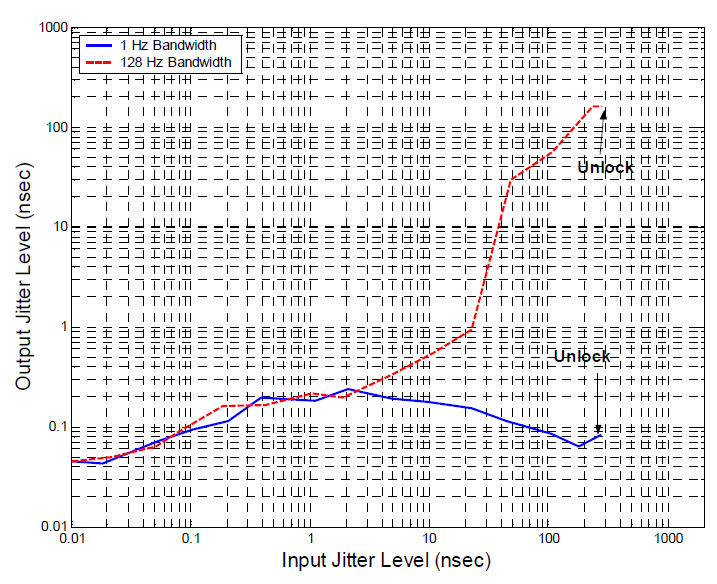 1000
1 Hz Bandwidth
128 Hz Bandwidth
100
Unlock
10
Output Jitter Level (nsec)
1
Unlock
0.1
0.01
0.01 0.1 1 10 100 1000
Input Jitter Level (nsec)